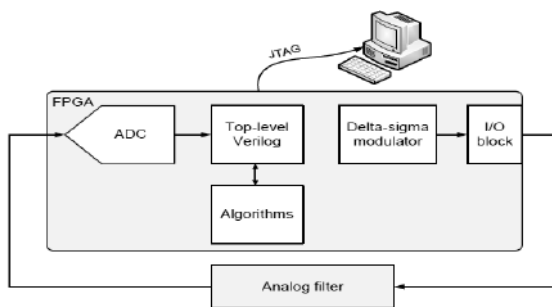 JTAG
FPGA
ADC
Top-level
Verilog
Delta-sigma
modulator
I/O
block
Algorithms
Analog filter